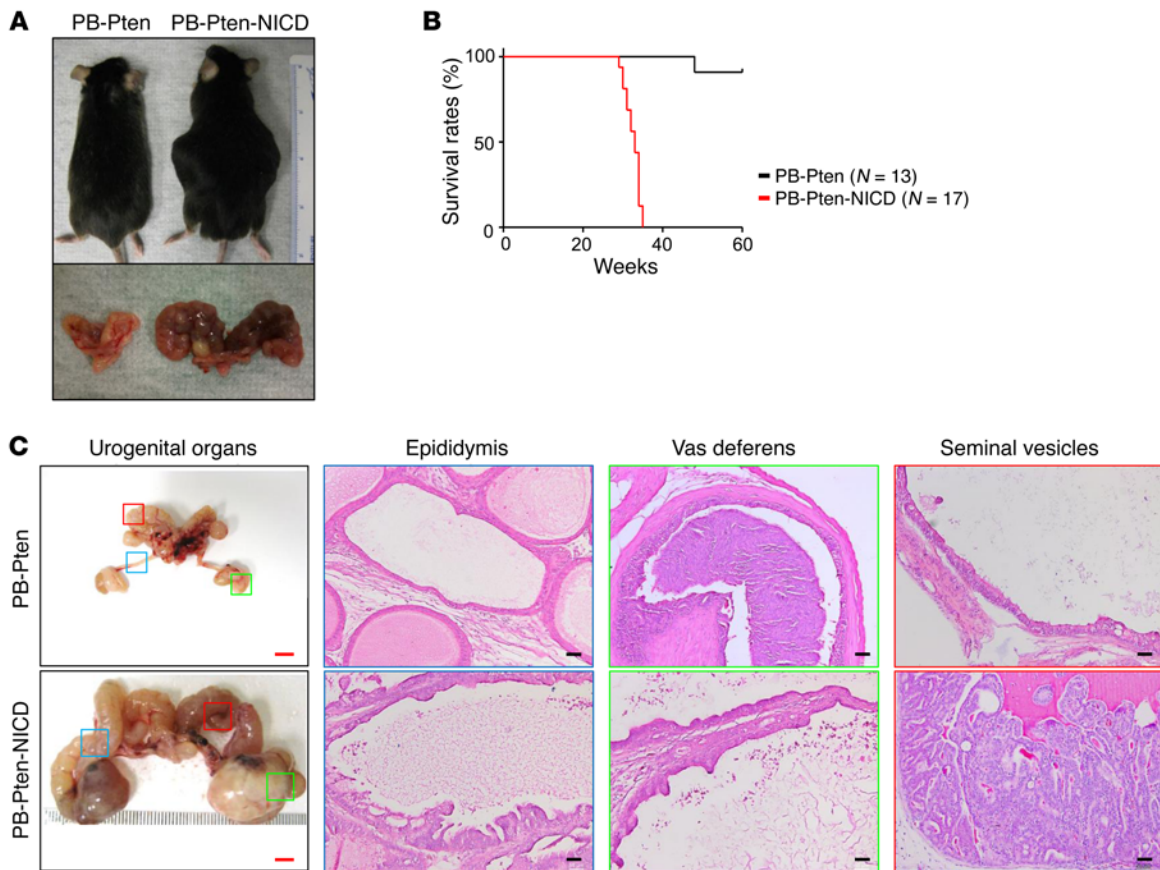 A
PB-Pten PB-Pten-NICD
B
Survival rates (%)
100
50
0
0 20 40 60
Weeks
PB-Pten (N = 13)
PB-Pten-NICD (N = 17)
C
Urogenital organs Epididymis Vas deferens Seminal vesicles
PB-Pten
PB-Pten-NICD